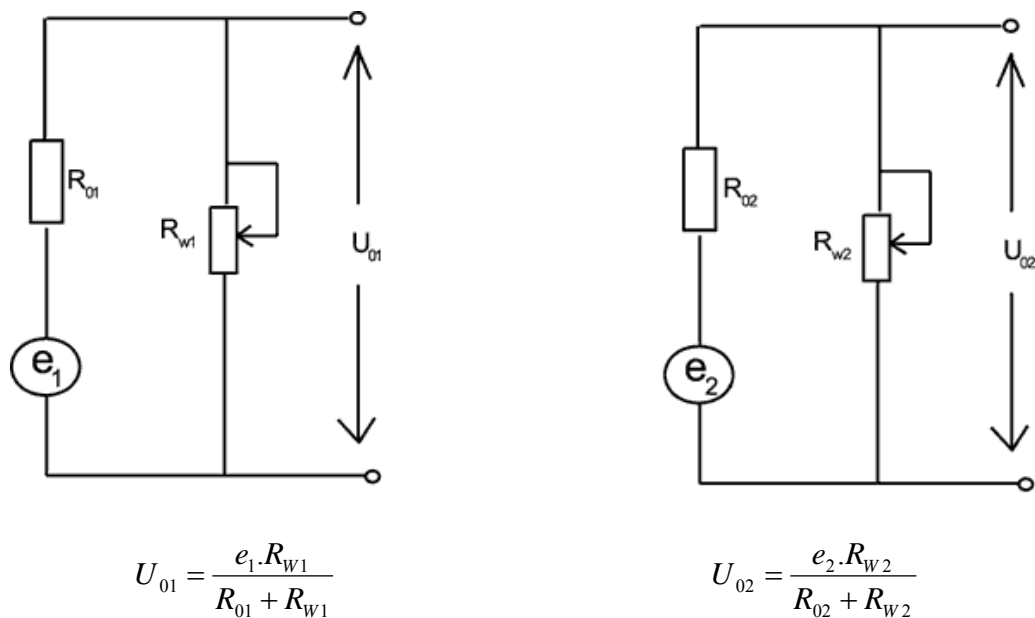 R01
Rw1
U01
e1
R02
Rw2
U02
e2
U01 = e1.RW1 / (R01 + RW1)
U02 = e2.RW2 / (R02 + RW2)